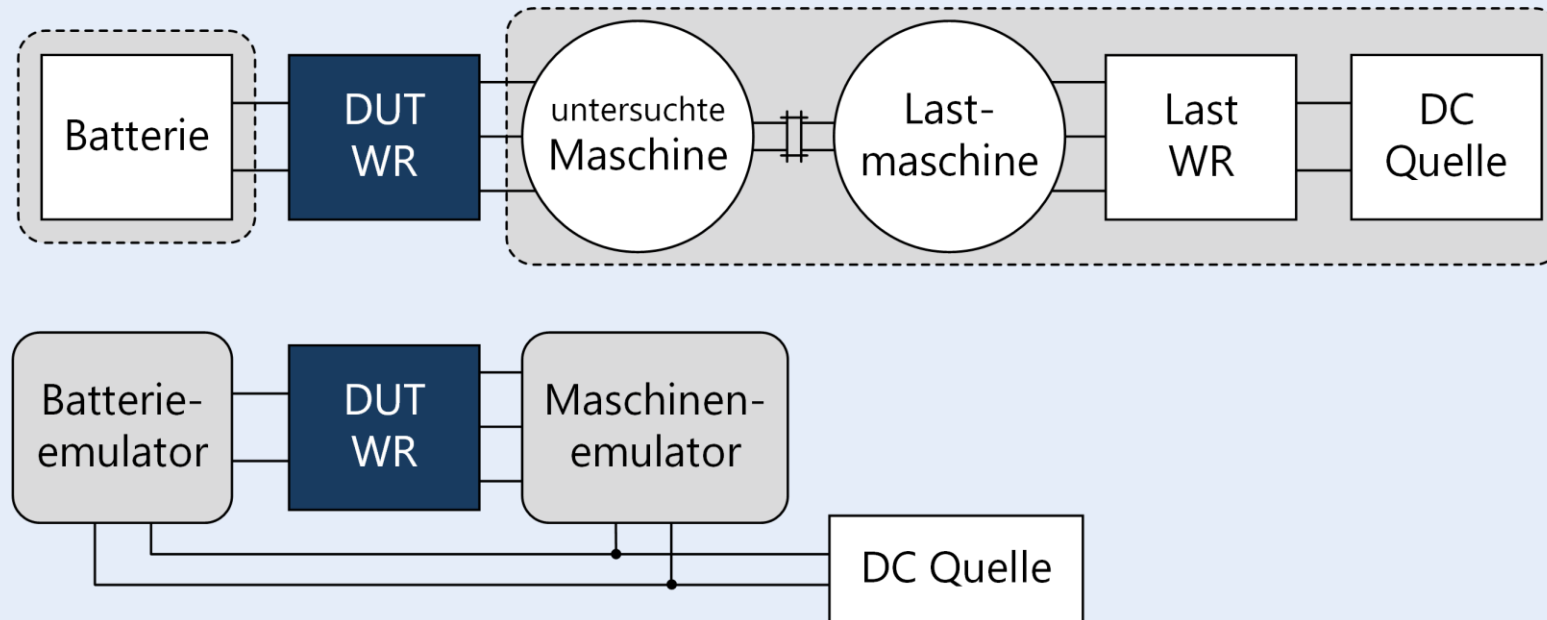 Batterie
DUT
WR
untersuchte
Maschine
Last-
maschine
Last
WR
DC
Quelle
Batterie-
emulator
DUT
WR
Maschinen-
emulator
DC Quelle